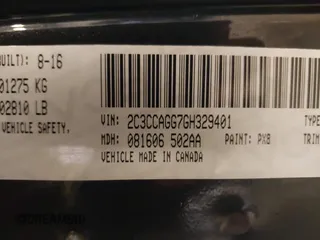 BUILT): 8-16
01275 KG
02810 LB
VEHICLE SAFETY.
VIN: 2C3CCAGG7GH329401 TYPE
MDH: 081606 502AA PAINT: PX8 TRIM
VEHICLE MADE IN CANADA